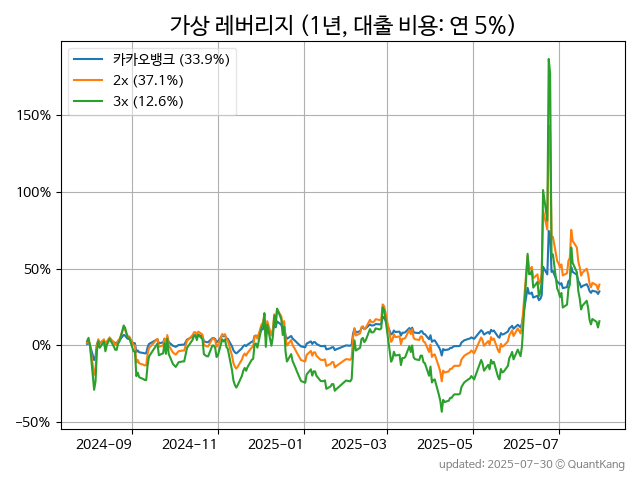 가상 레버리지 (1년, 대출 비용: 연 5%)
카카오뱅크 (33.9%)
2x (37.1%)
3x (12.6%)
150%
100%
50%
0%
−50%
2024-09
2024-11
2025-01
2025-03
2025-05
2025-07
updated: 2025-07-30 © QuantKang